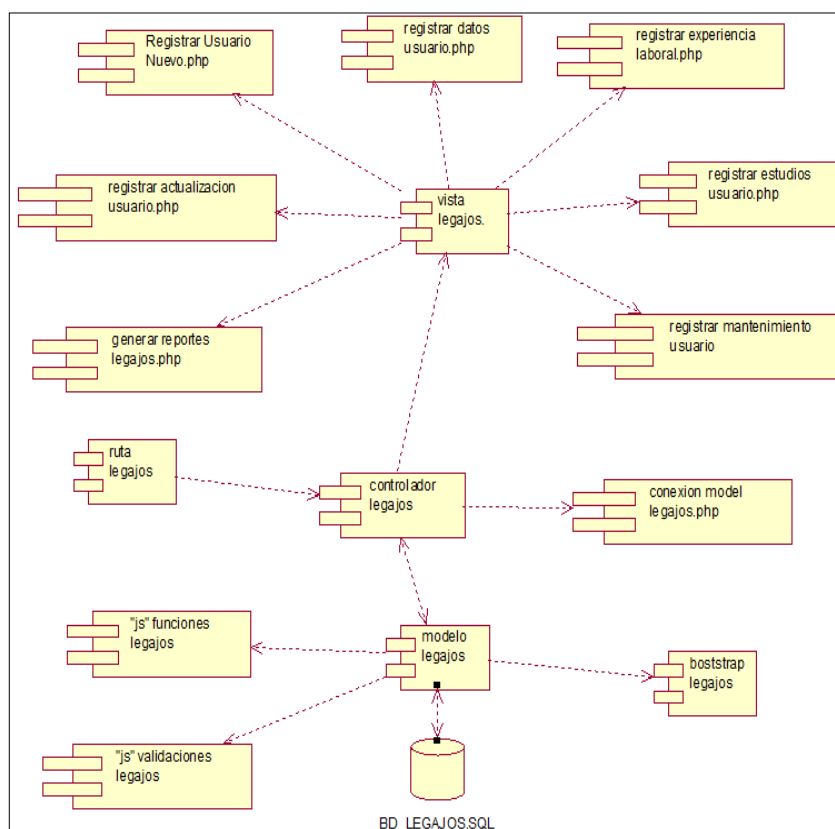 Registrar Usuario
Nuevo.php
registrar datos
usuario.php
registrar experiencia
laboral.php
registrar actualizacion
usuario.php
vista
legajos.
registrar estudios
usuario.php
generar reportes
legajos.php
registrar mantenimiento
usuario
ruta
legajos
controlador
legajos
conexion model
legajos.php
"js" funciones
legajos
modelo
legajos
boststrap
legajos
"js" validaciones
legajos
BD_LEGAJOS.SQL